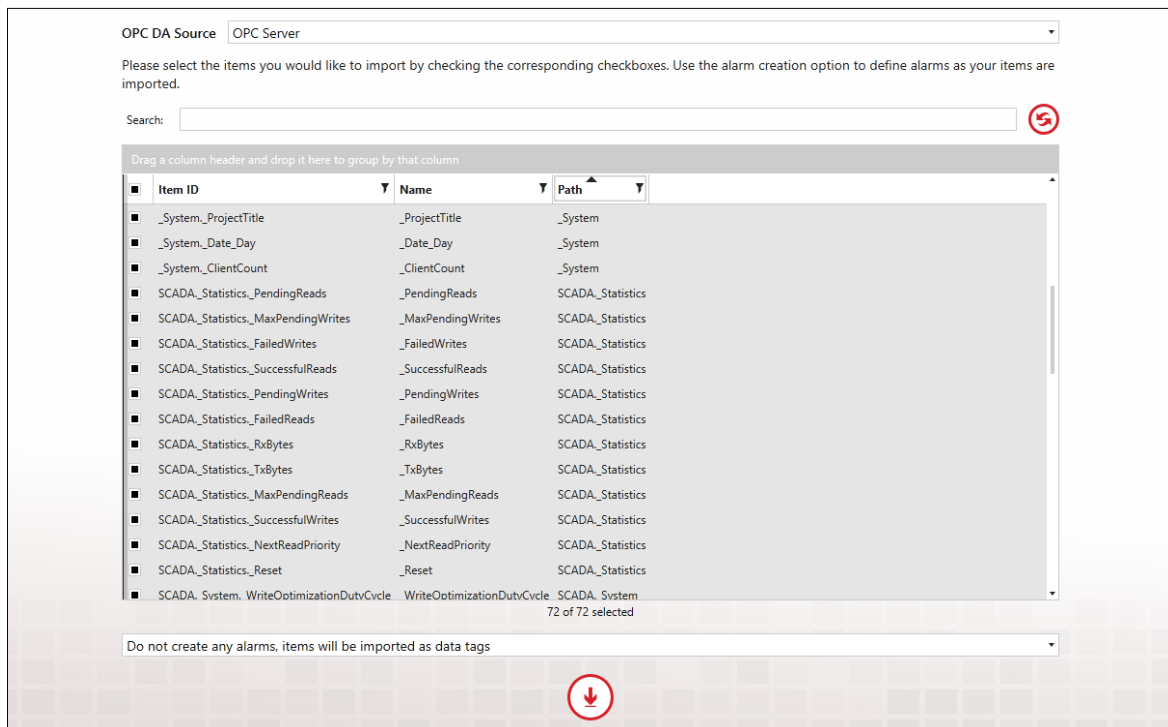 OPC DA Source OPC Server
Please select the items you would like to import by checking the corresponding checkboxes. Use the alarm creation option to define alarms as your items are
imported.
Search:
Drag a column header and drop it here to group by that column
Item ID Name Path
_System._ProjectTitle _ProjectTitle _System
_System._Date_Day _Date_Day _System
_System._ClientCount _ClientCount _System
SCADA._Statistics._PendingReads _PendingReads SCADA._Statistics
SCADA._Statistics._MaxPendingWrites _MaxPendingWrites SCADA._Statistics
SCADA._Statistics._FailedWrites _FailedWrites SCADA._Statistics
SCADA._Statistics._SuccessfulReads _SuccessfulReads SCADA._Statistics
SCADA._Statistics._PendingWrites _PendingWrites SCADA._Statistics
SCADA._Statistics._FailedReads _FailedReads SCADA._Statistics
SCADA._Statistics._RxBytes _RxBytes SCADA._Statistics
SCADA._Statistics._TxBytes _TxBytes SCADA._Statistics
SCADA._Statistics._MaxPendingReads _MaxPendingReads SCADA._Statistics
SCADA._Statistics._SuccessfulWrites _SuccessfulWrites SCADA._Statistics
SCADA._Statistics._NextReadPriority _NextReadPriority SCADA._Statistics
SCADA._Statistics._Reset _Reset SCADA._Statistics
SCADA._System._WriteOptimizationDutyCycle _WriteOptimizationDutyCycle SCADA._System
72 of 72 selected
Do not create any alarms, items will be imported as data tags